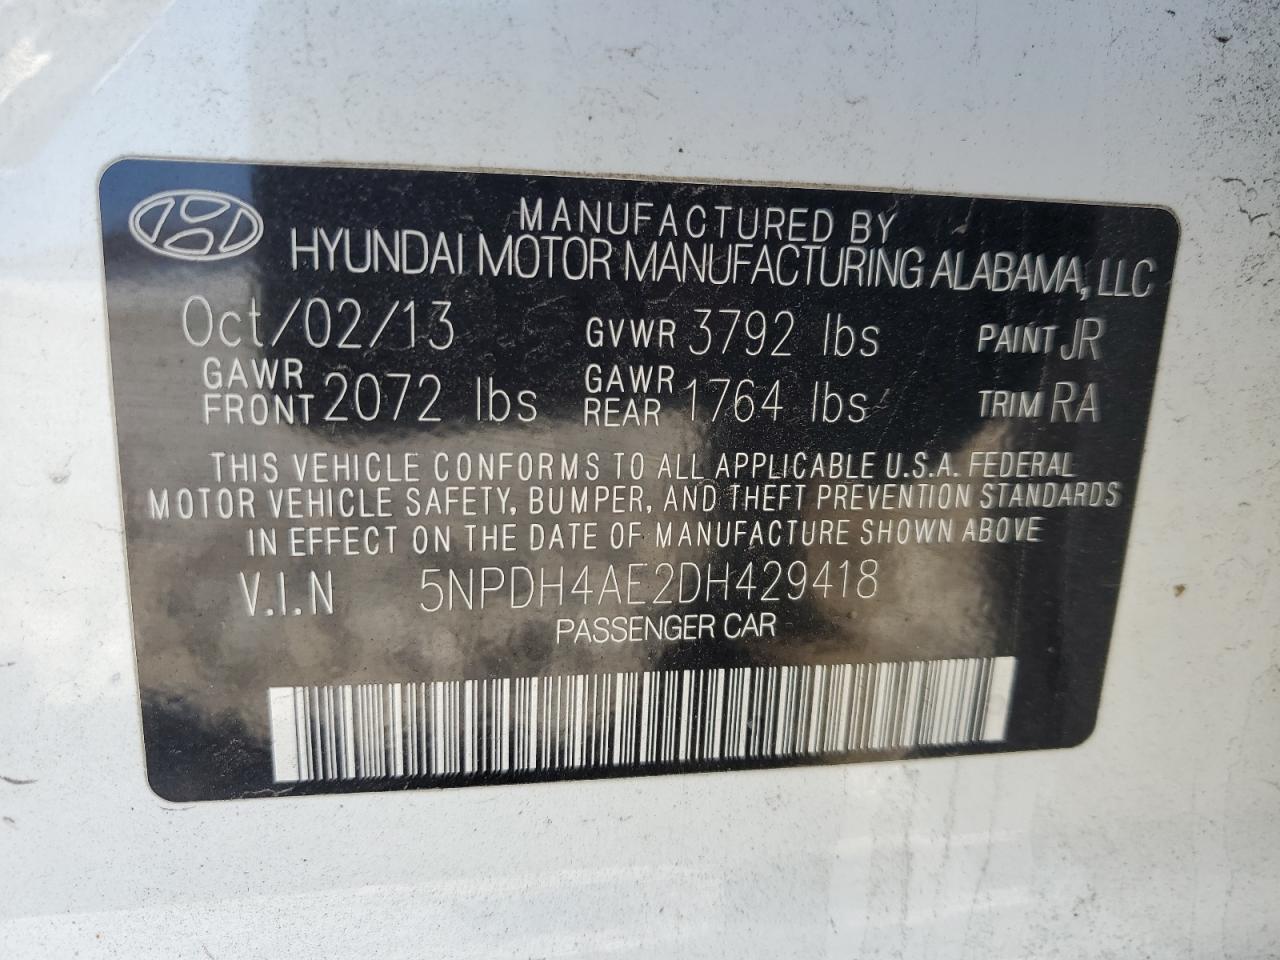 MANUFACTURED BY
HYUNDAI MOTOR MANUFACTURING ALABAMA, LLC
Oct/02/13 GVWR 3792 lbs PAINT JR
GAWR FRONT 2072 lbs GAWR REAR 1764 lbs TRIM RA
THIS VEHICLE CONFORMS TO ALL APPLICABLE U.S.A. FEDERAL
MOTOR VEHICLE SAFETY, BUMPER, AND THEFT PREVENTION STANDARDS
IN EFFECT ON THE DATE OF MANUFACTURE SHOWN ABOVE
V.I.N 5NPDH4AE2DH429418
PASSENGER CAR